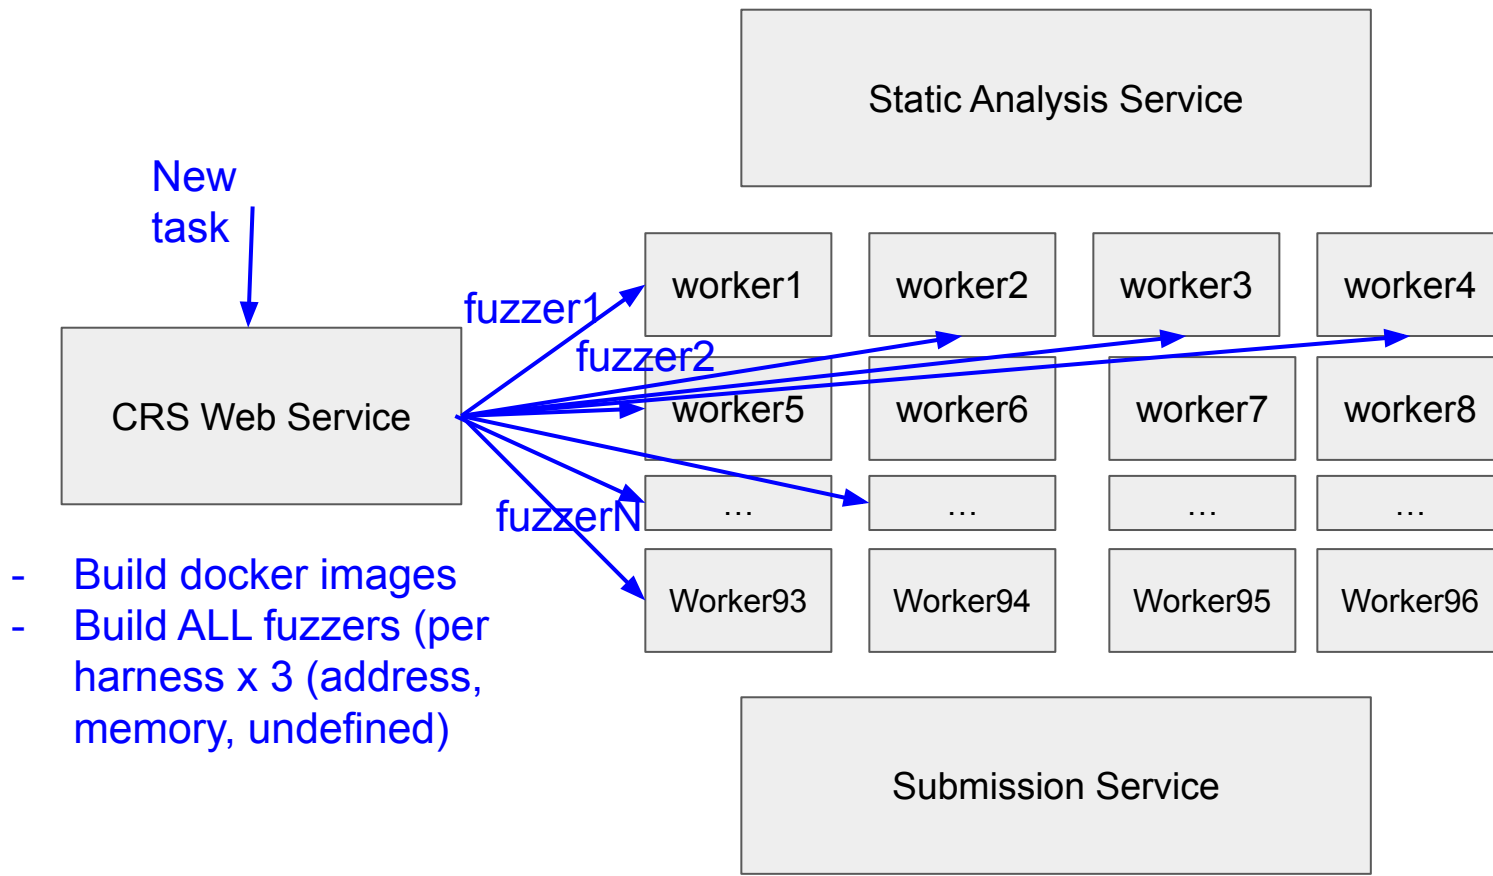 Static Analysis Service
New
task
fuzzer1
worker1
worker2
worker3
worker4
fuzzer2
CRS Web Service
worker5
worker6
worker7
worker8
fuzzerN
…
…
…
…
- Build docker images
- Build ALL fuzzers (per
harness x 3 (address,
memory, undefined)
Worker93
Worker94
Worker95
Worker96
Submission Service